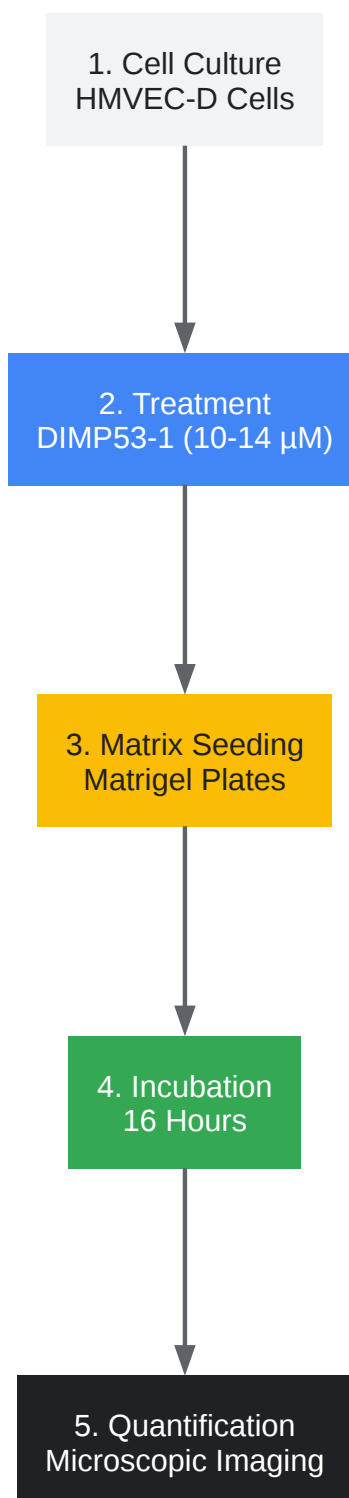 1. Cell Culture
HMVEC-D Cells
2. Treatment
DIMP53-1 (10-14 µM)
3. Matrix Seeding
Matrigel Plates
4. Incubation
16 Hours
5. Quantification
Microscopic Imaging